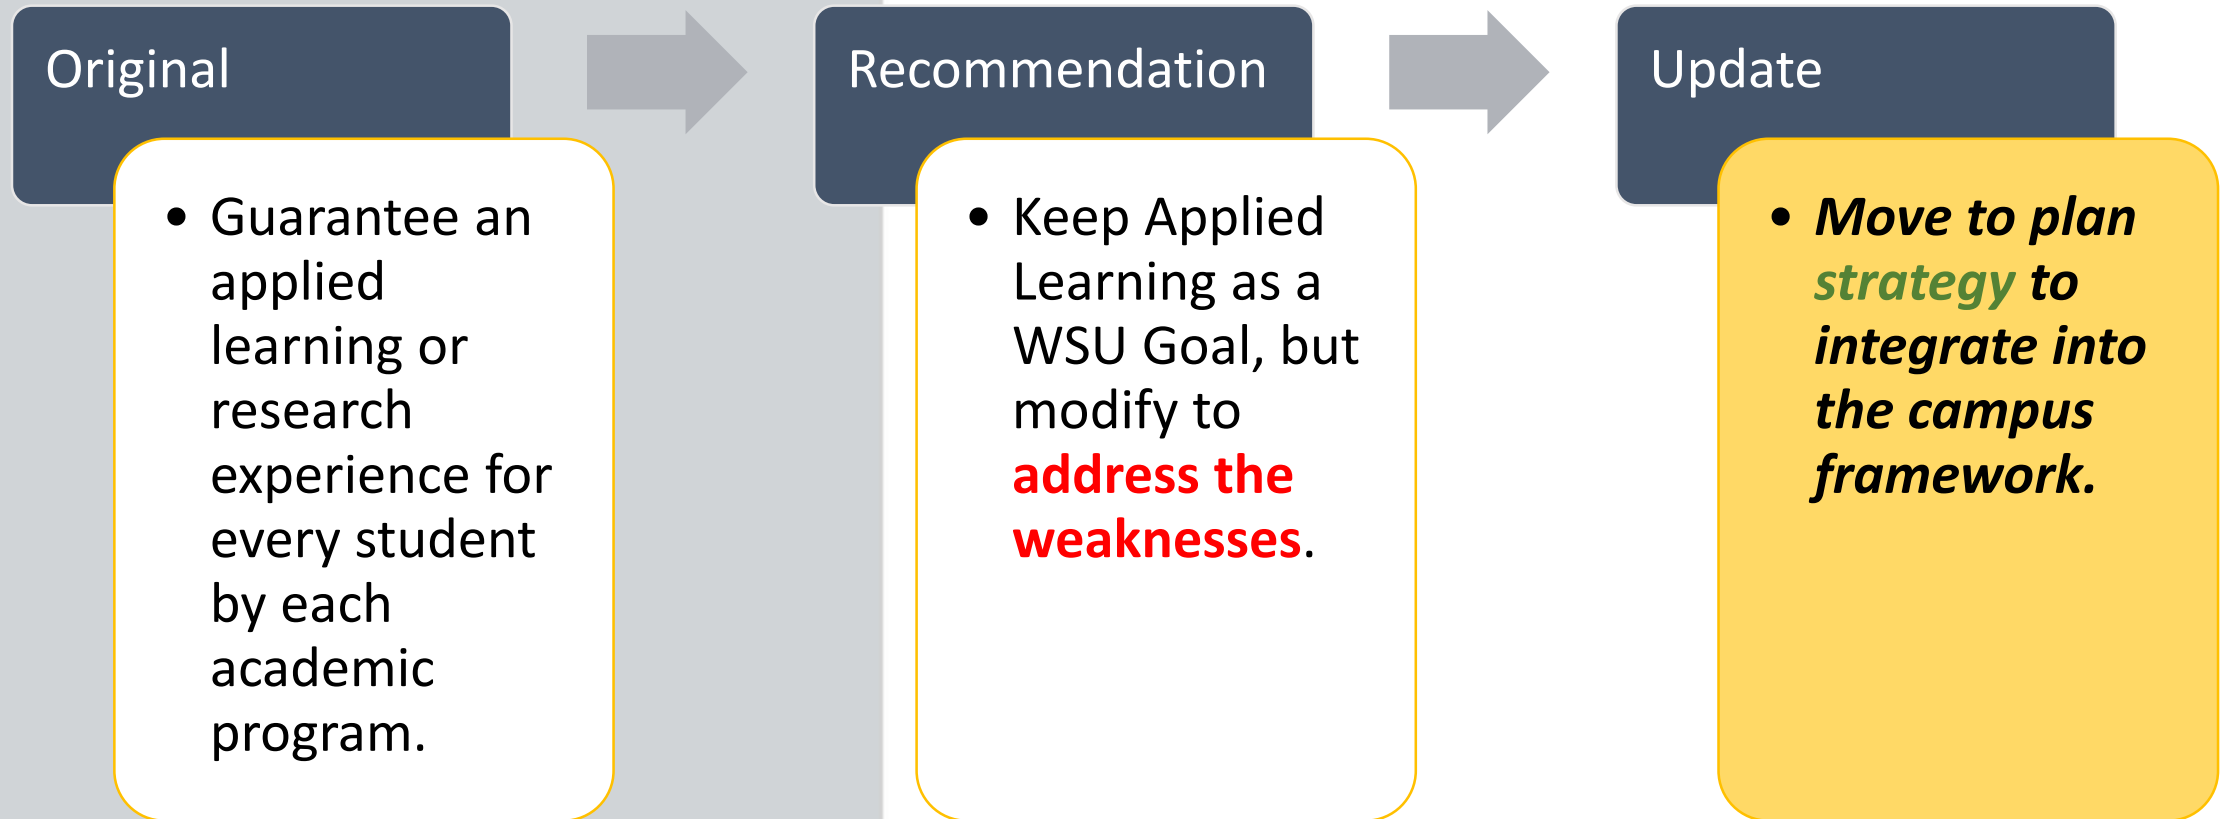 Original
• Guarantee an
applied
learning or
research
experience for
every student
by each
academic
program.
Recommendation
• Keep Applied
Learning as a
WSU Goal, but
modify to
address the
weaknesses.
Update
• Move to plan
strategy to
integrate into
the campus
framework.